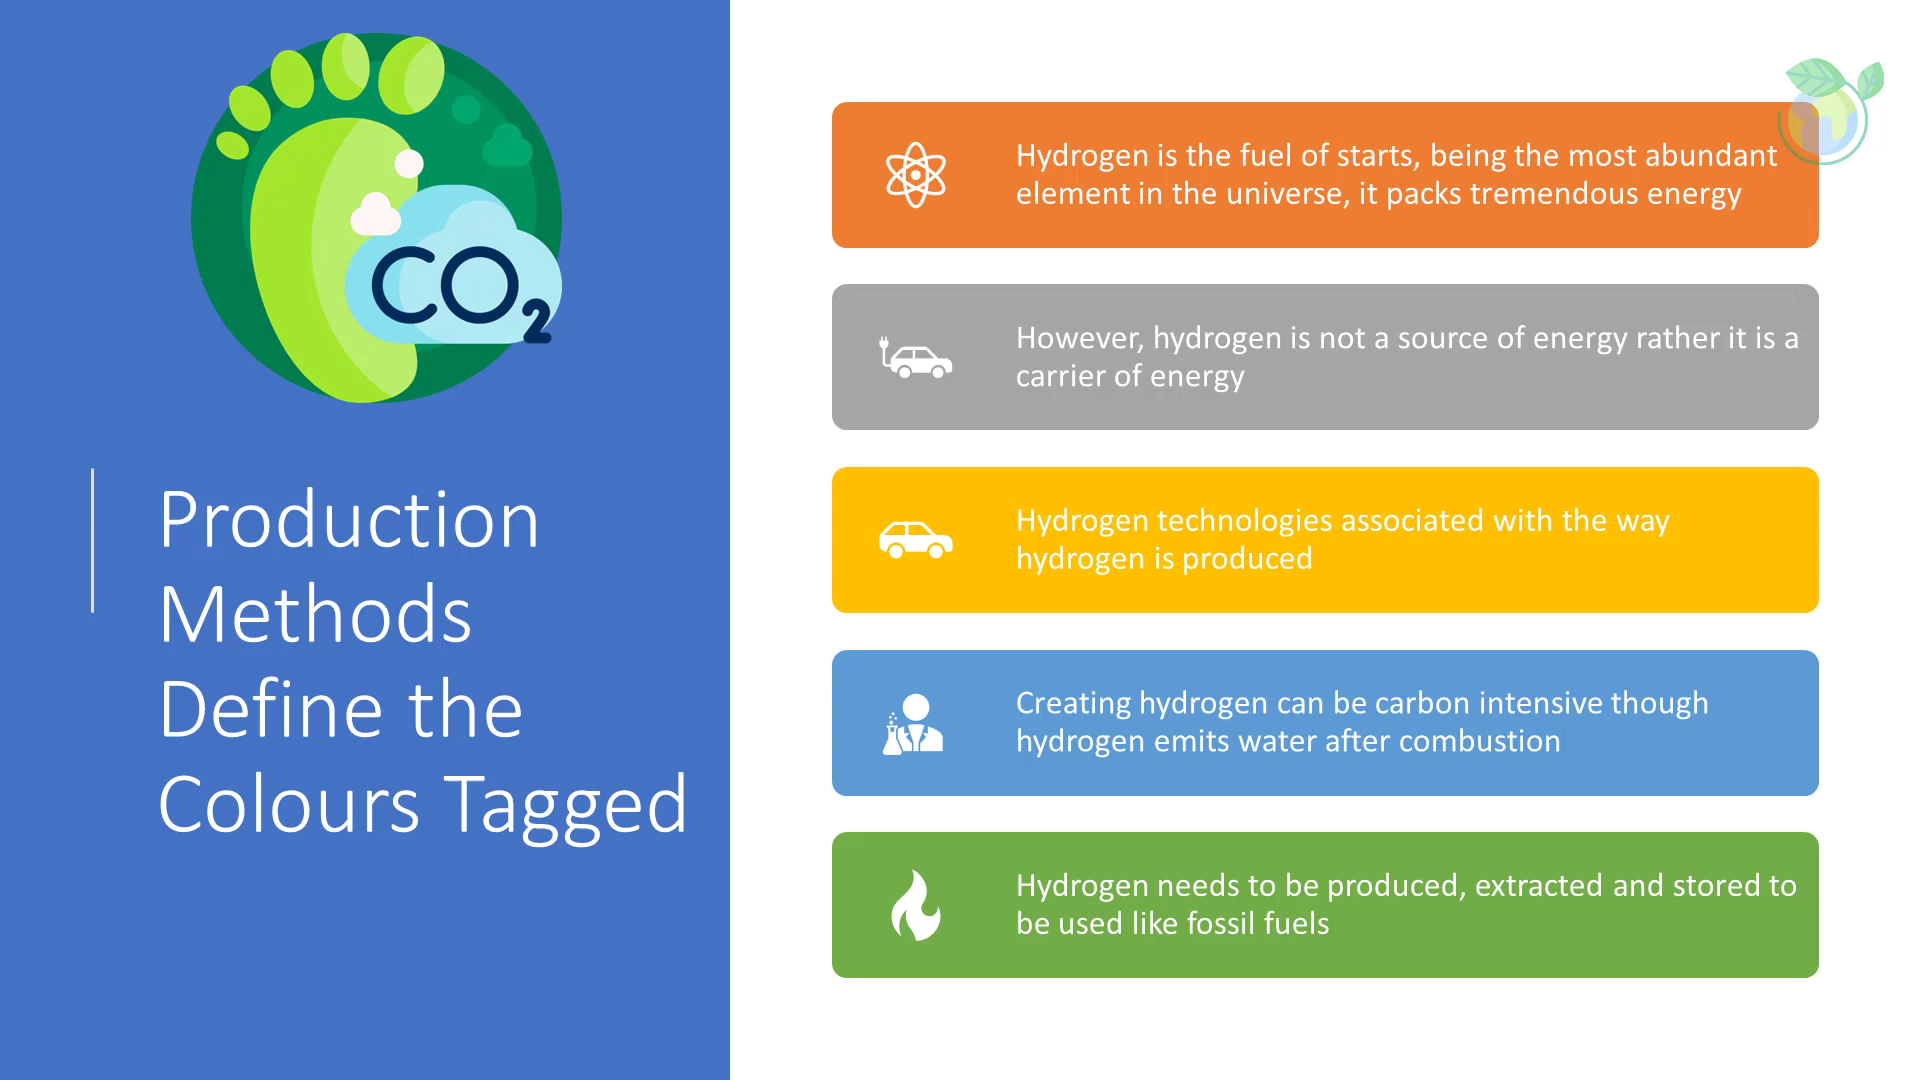 CO2
Production
Methods
Define the
Colours Tagged
Hydrogen is the fuel of starts, being the most abundant
element in the universe, it packs tremendous energy
However, hydrogen is not a source of energy rather it is a
carrier of energy
Hydrogen technologies associated with the way
hydrogen is produced
Creating hydrogen can be carbon intensive though
hydrogen emits water after combustion
Hydrogen needs to be produced, extracted and stored to
be used like fossil fuels